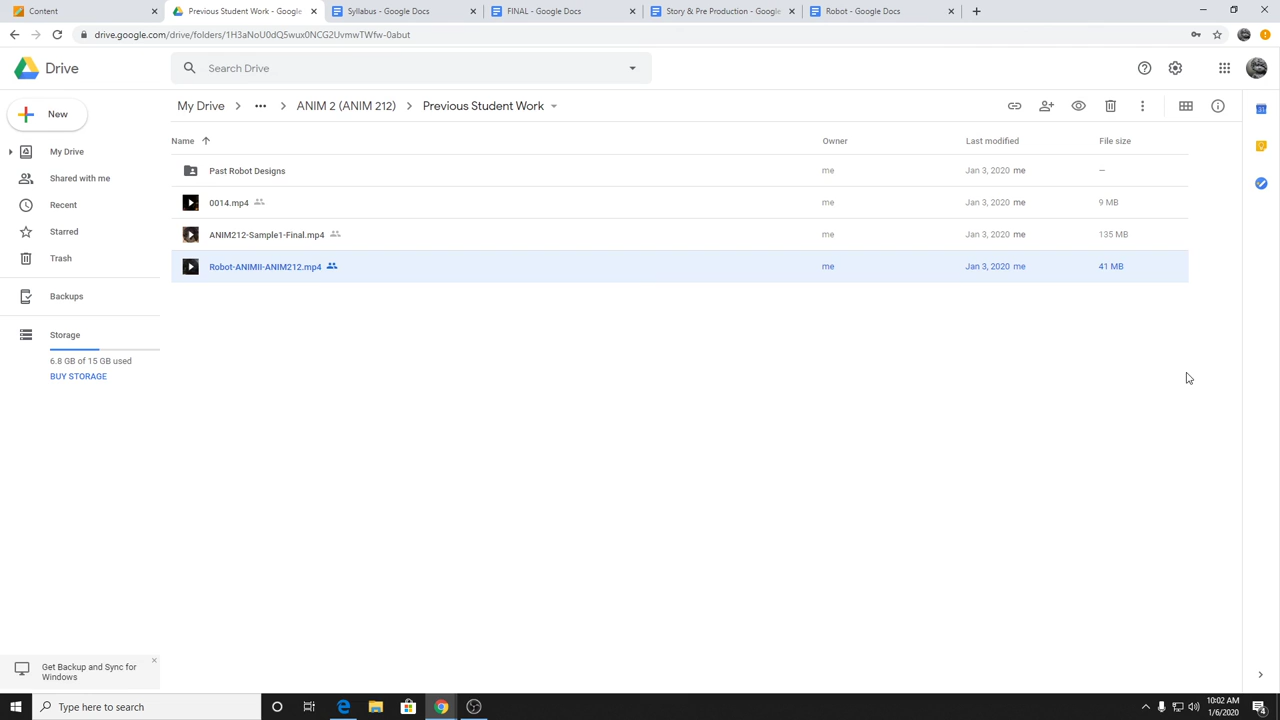 Content
Previous Student Work - Google
Syllabus - Google Docs
FINAL - Google Docs
Story & Pre Production - Google
Robot - Google Docs
drive.google.com/drive/folders/1H3aNoU0dQ5wux0NCG2UvmwTWfw-0abut
Drive
Search Drive
New
My Drive
ANIM 2 (ANIM 212)
Previous Student Work
Name
Owner
Last modified
File size
My Drive
Past Robot Designs
me
Jan 3, 2020 me
—
Shared with me
0014.mp4
me
Jan 3, 2020 me
9 MB
Recent
ANIM212-Sample1-Final.mp4
me
Jan 3, 2020 me
135 MB
Starred
Robot-ANIMII-ANIM212.mp4
me
Jan 3, 2020 me
41 MB
Trash
Backups
Storage
6.8 GB of 15 GB used
BUY STORAGE
Get Backup and Sync for
Windows
Type here to search
10:02 AM
1/6/2020
4